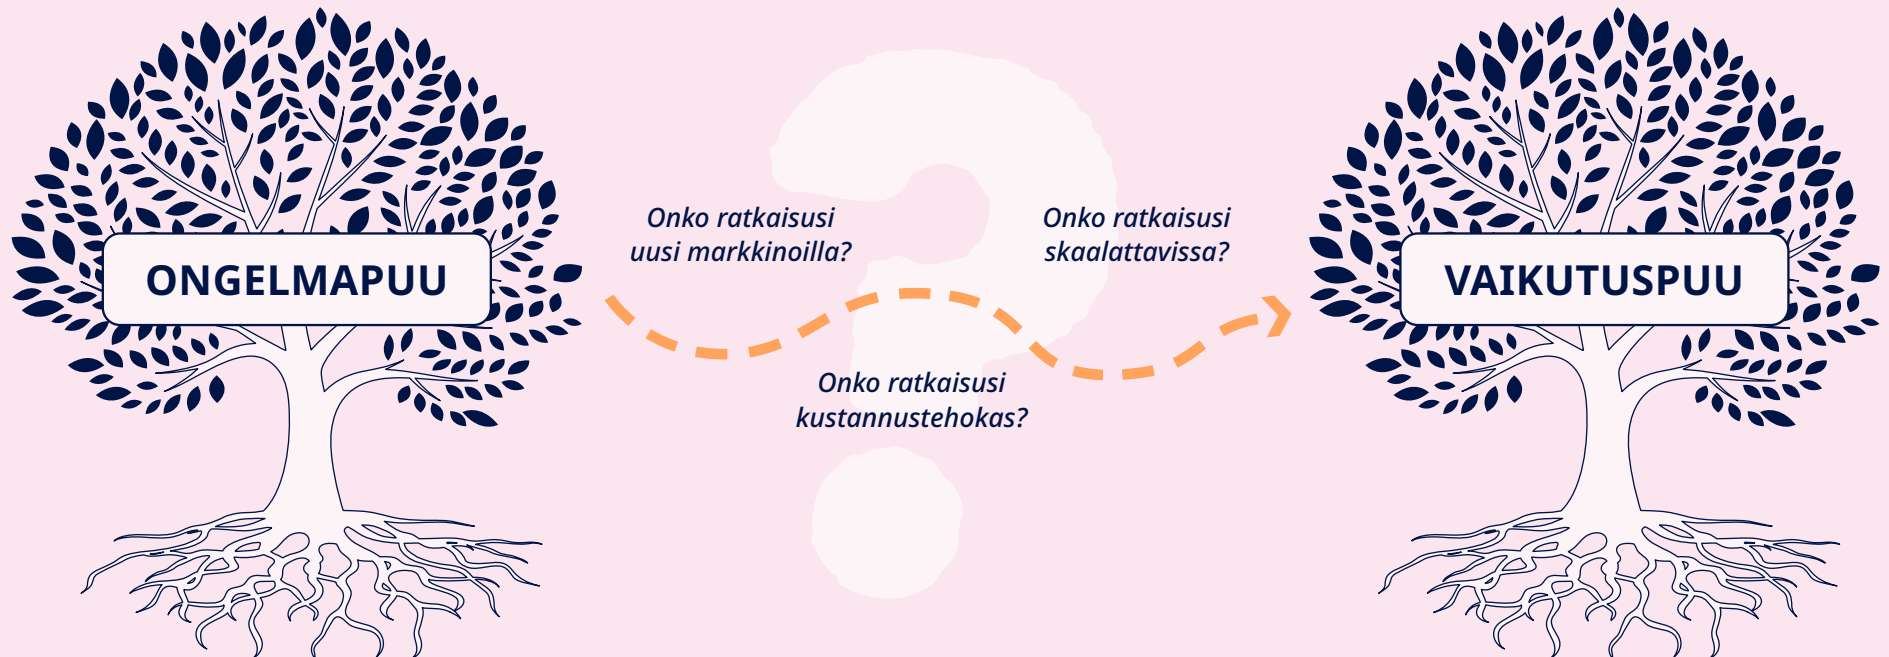 ONGELMAPUU
Onko ratkaisusi
uusi markkinoilla?
Onko ratkaisusi
kustannustehokas?
Onko ratkaisusi
skaalattavissa?
VAIKUTUSPUU